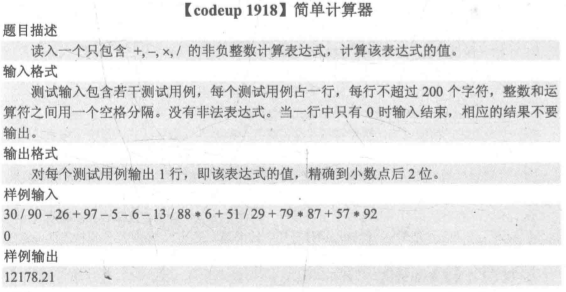 【codeup 1918】简单计算器
题目描述
读入一个只包含 +, −, ×, / 的非负整数计算表达式，计算该表达式的值。
输入格式
测试输入包含若干测试用例，每个测试用例占一行，每行不超过 200 个字符，整数和运
算符之间用一个空格分隔。没有非法表达式。当一行中只有 0 时输入结束，相应的结果不要
输出。
输出格式
对每个测试用例输出 1 行，即该表达式的值，精确到小数点后 2 位。
样例输入
30 / 90 − 26 + 97 − 5 − 6 − 13 / 88 * 6 + 51 / 29 + 79 * 87 + 57 * 92
0
样例输出
12178.21